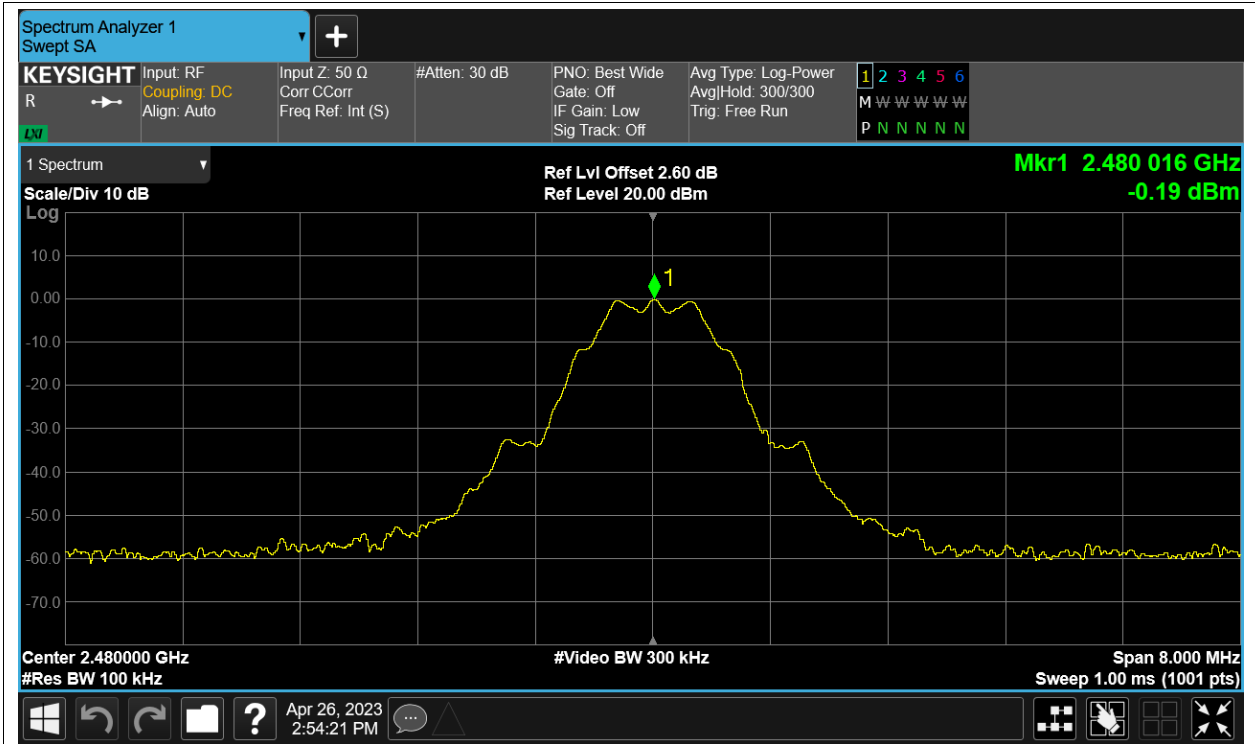 Spectrum Analyzer 1
Swept SA
KEYSIGHT
R
LXI
Input: RF
Coupling: DC
Align: Auto
Input Z: 50 Ω
Corr CCorr
Freq Ref: Int (S)
#Atten: 30 dB
PNO: Best Wide
Gate: Off
IF Gain: Low
Sig Track: Off
Avg Type: Log-Power
Avg|Hold: 300/300
Trig: Free Run
1 2 3 4 5 6
M W W W W W
P N N N N N
1 Spectrum
Scale/Div 10 dB
Log
Ref Lvl Offset 2.60 dB
Ref Level 20.00 dBm
Mkr1 2.480 016 GHz
-0.19 dBm
1
10.0
0.00
-10.0
-20.0
-30.0
-40.0
-50.0
-60.0
-70.0
Center 2.480000 GHz
#Video BW 300 kHz
Span 8.000 MHz
#Res BW 100 kHz
Sweep 1.00 ms (1001 pts)
?
Apr 26, 2023
2:54:21 PM